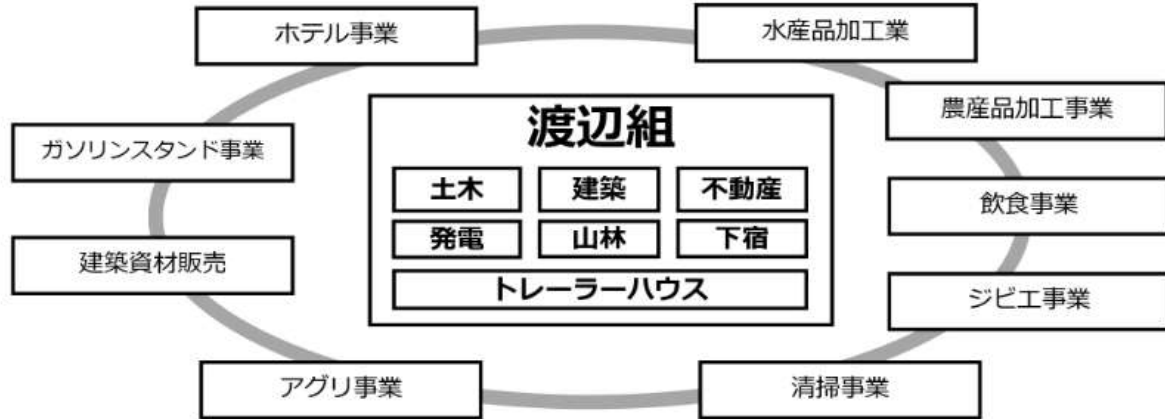 ホテル事業
水産品加工業
農産品加工事業
ガソリンスタンド事業
渡辺組
土木
建築
不動産
飲食事業
発電
山林
下宿
建築資材販売
トレーラーハウス
ジビエ事業
アグリ事業
清掃事業